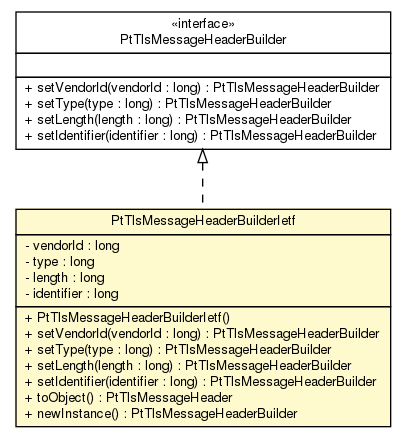 «interface»
PtTlsMessageHeaderBuilder
+ setVendorId(vendorId : long) : PtTlsMessageHeaderBuilder
+ setType(type : long) : PtTlsMessageHeaderBuilder
+ setLength(length : long) : PtTlsMessageHeaderBuilder
+ setIdentifier(identifier : long) : PtTlsMessageHeaderBuilder
PtTlsMessageHeaderBuilderIetf
- vendorId : long
- type : long
- length : long
- identifier : long
+ PtTlsMessageHeaderBuilderIetf()
+ setVendorId(vendorId : long) : PtTlsMessageHeaderBuilder
+ setType(type : long) : PtTlsMessageHeaderBuilder
+ setLength(length : long) : PtTlsMessageHeaderBuilder
+ setIdentifier(identifier : long) : PtTlsMessageHeaderBuilder
+ toObject() : PtTlsMessageHeader
+ newInstance() : PtTlsMessageHeaderBuilder